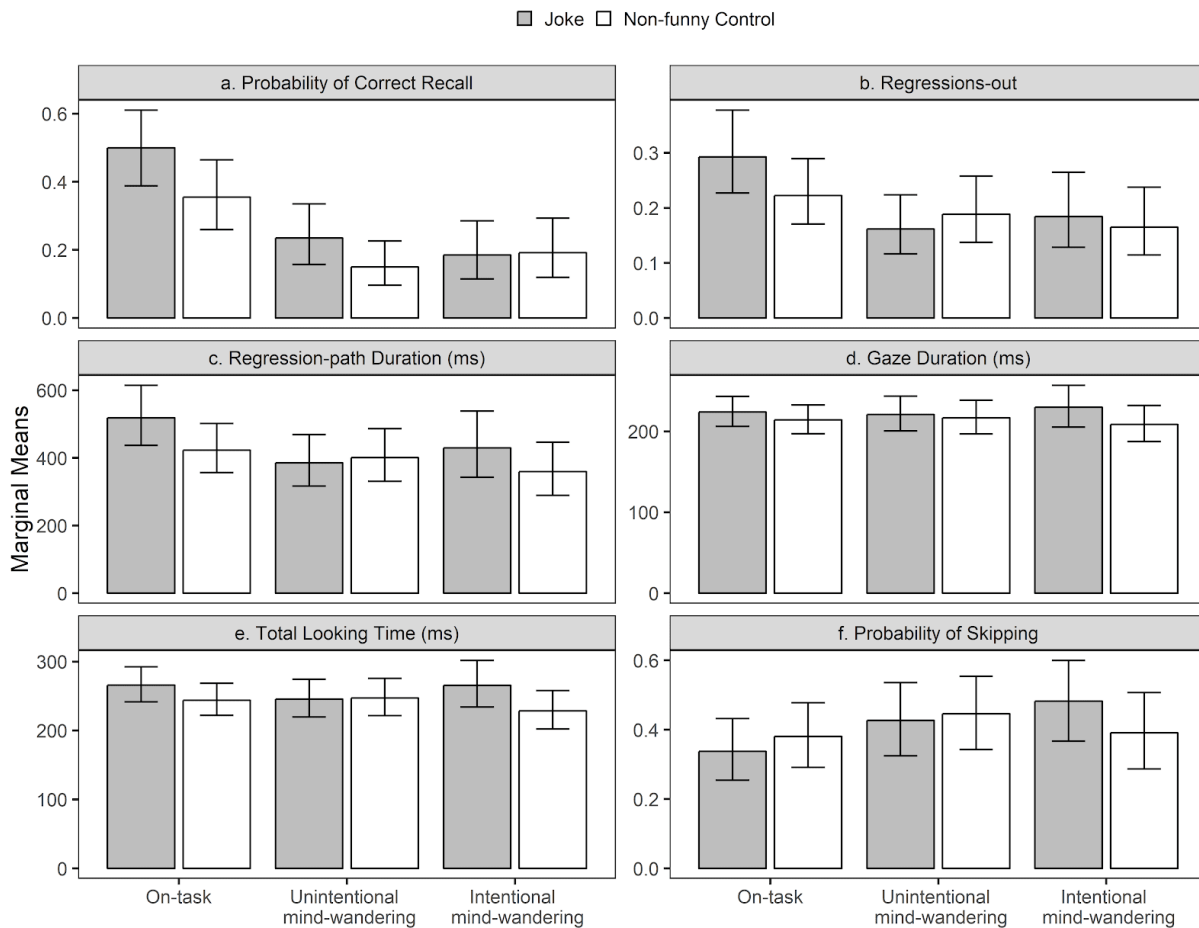 Joke Non-funny Control
a. Probability of Correct Recall
b. Regressions-out
0.6
0.4
0.2
0.0
0.3
0.2
0.1
0.0
c. Regression-path Duration (ms)
d. Gaze Duration (ms)
600
400
200
0
200
100
0
Marginal Means
e. Total Looking Time (ms)
f. Probability of Skipping
300
200
100
0
0.6
0.4
0.2
0.0
On-task
Unintentional
mind-wandering
Intentional
mind-wandering
On-task
Unintentional
mind-wandering
Intentional
mind-wandering